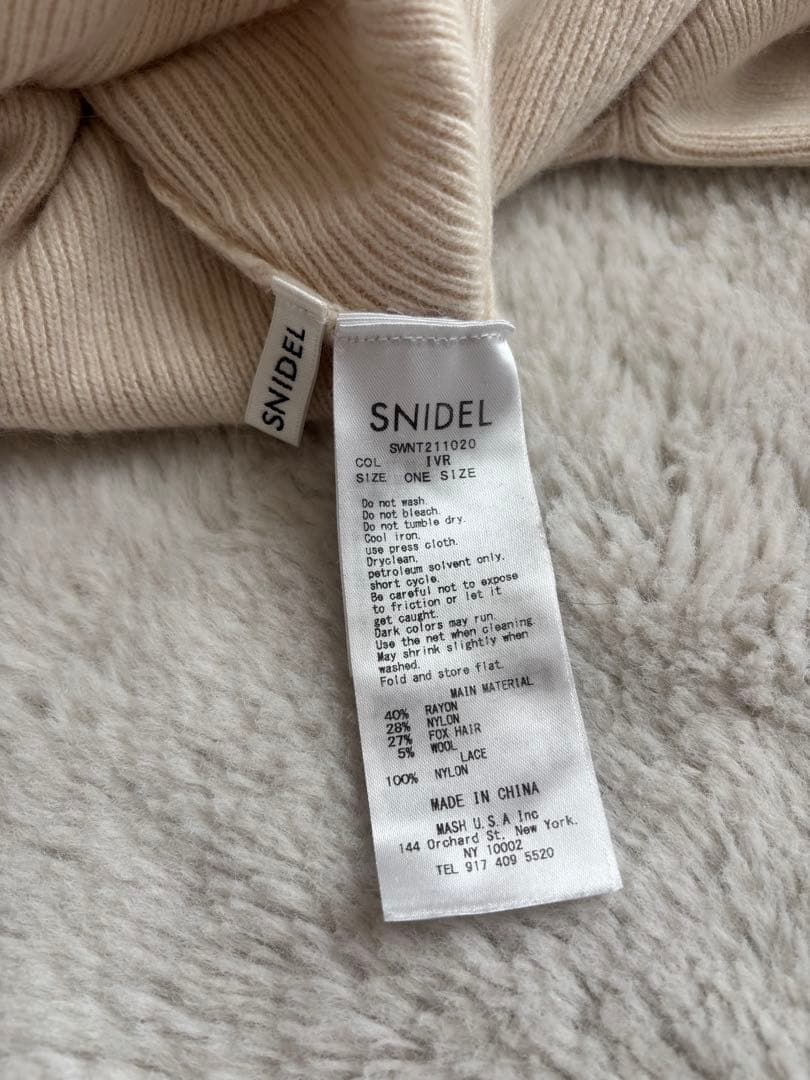 SNIDEL
SNIDEL
SWNT211020
COL IVR
SIZE ONE SIZE
Do not wash.
Do not bleach.
Do not tumble dry.
Cool iron.
use press cloth.
Dryclean.
petroleum solvent only.
short cycle.
Be careful not to expose
to friction or let it
get caught.
Dark colors may run.
Use the net when cleaning.
May shrink slightly when
washed.
Fold and store flat.
MAIN MATERIAL
40% RAYON
28% NYLON
27% FOX HAIR
5% WOOL
LACE
100% NYLON
MADE IN CHINA
MASH U.S.A Inc
144 Orchard St. New York.
NY 10002
TEL 917 409 5520